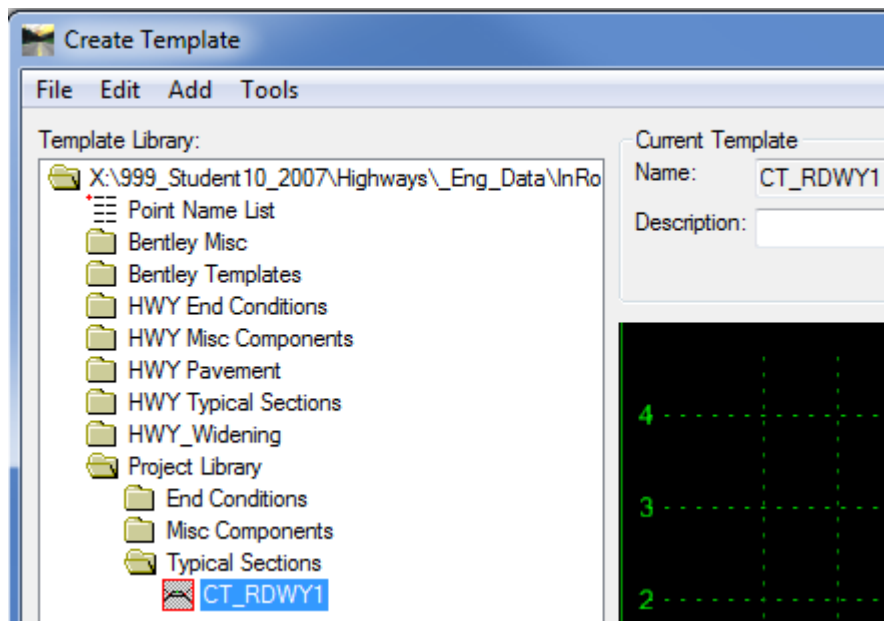 Create Template
File Edit Add Tools
Template Library:
X:\999_Student10_2007\Highways\_Eng_Data\InRo
Point Name List
Bentley Misc
Bentley Templates
HWY End Conditions
HWY Misc Components
HWY Pavement
HWY Typical Sections
HWY_Widening
Project Library
End Conditions
Misc Components
Typical Sections
CT_RDWY1
Current Template
Name: CT_RDWY1
Description:
4
3
2